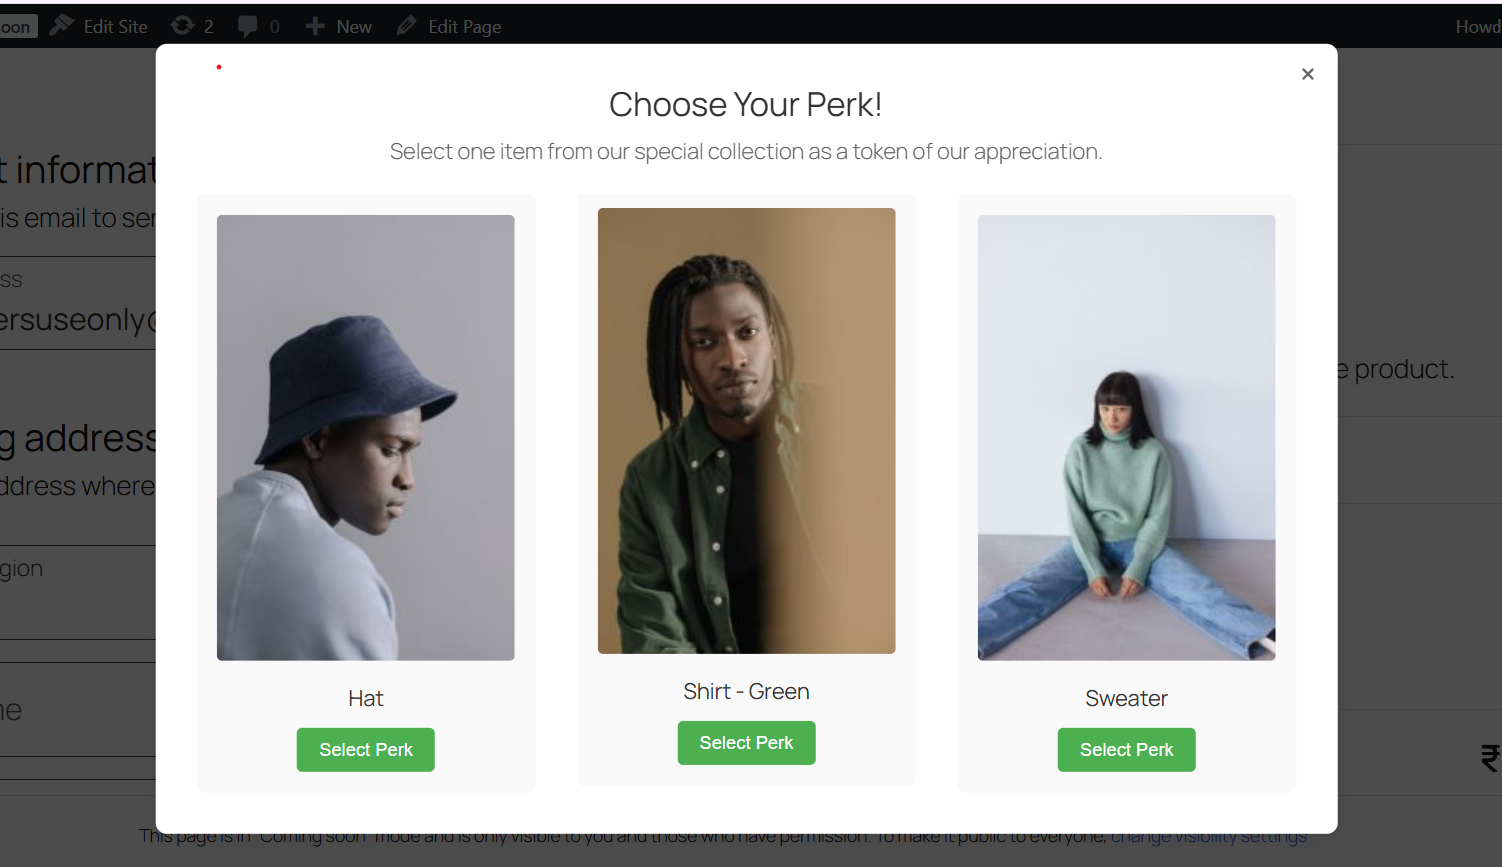 oon Edit Site 2 0 New Edit Page Howd
×
Choose Your Perk!
Select one item from our special collection as a token of our appreciation.
t informat
is email to ser
ss
ersuseonly@
e product.
g address
ddress where
gion
Hat
Shirt - Green
Sweater
ne
Select Perk
Select Perk
Select Perk
₹
This page is in "Coming soon" mode and is only visible to you and those who have permission. To make it public to everyone, change visibility settings